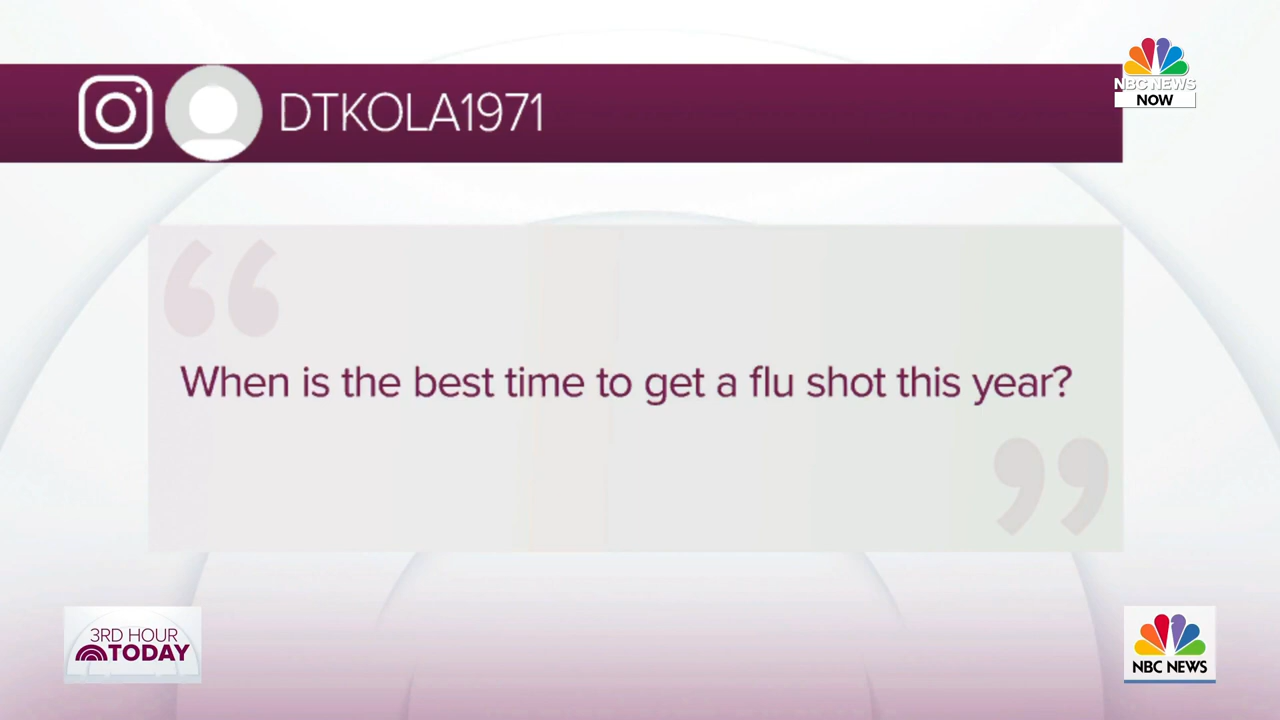 DTKOLA1971
NBC NEWS
NOW
“
When is the best time to get a flu shot this year?
”
3RD HOUR
TODAY
NBC NEWS